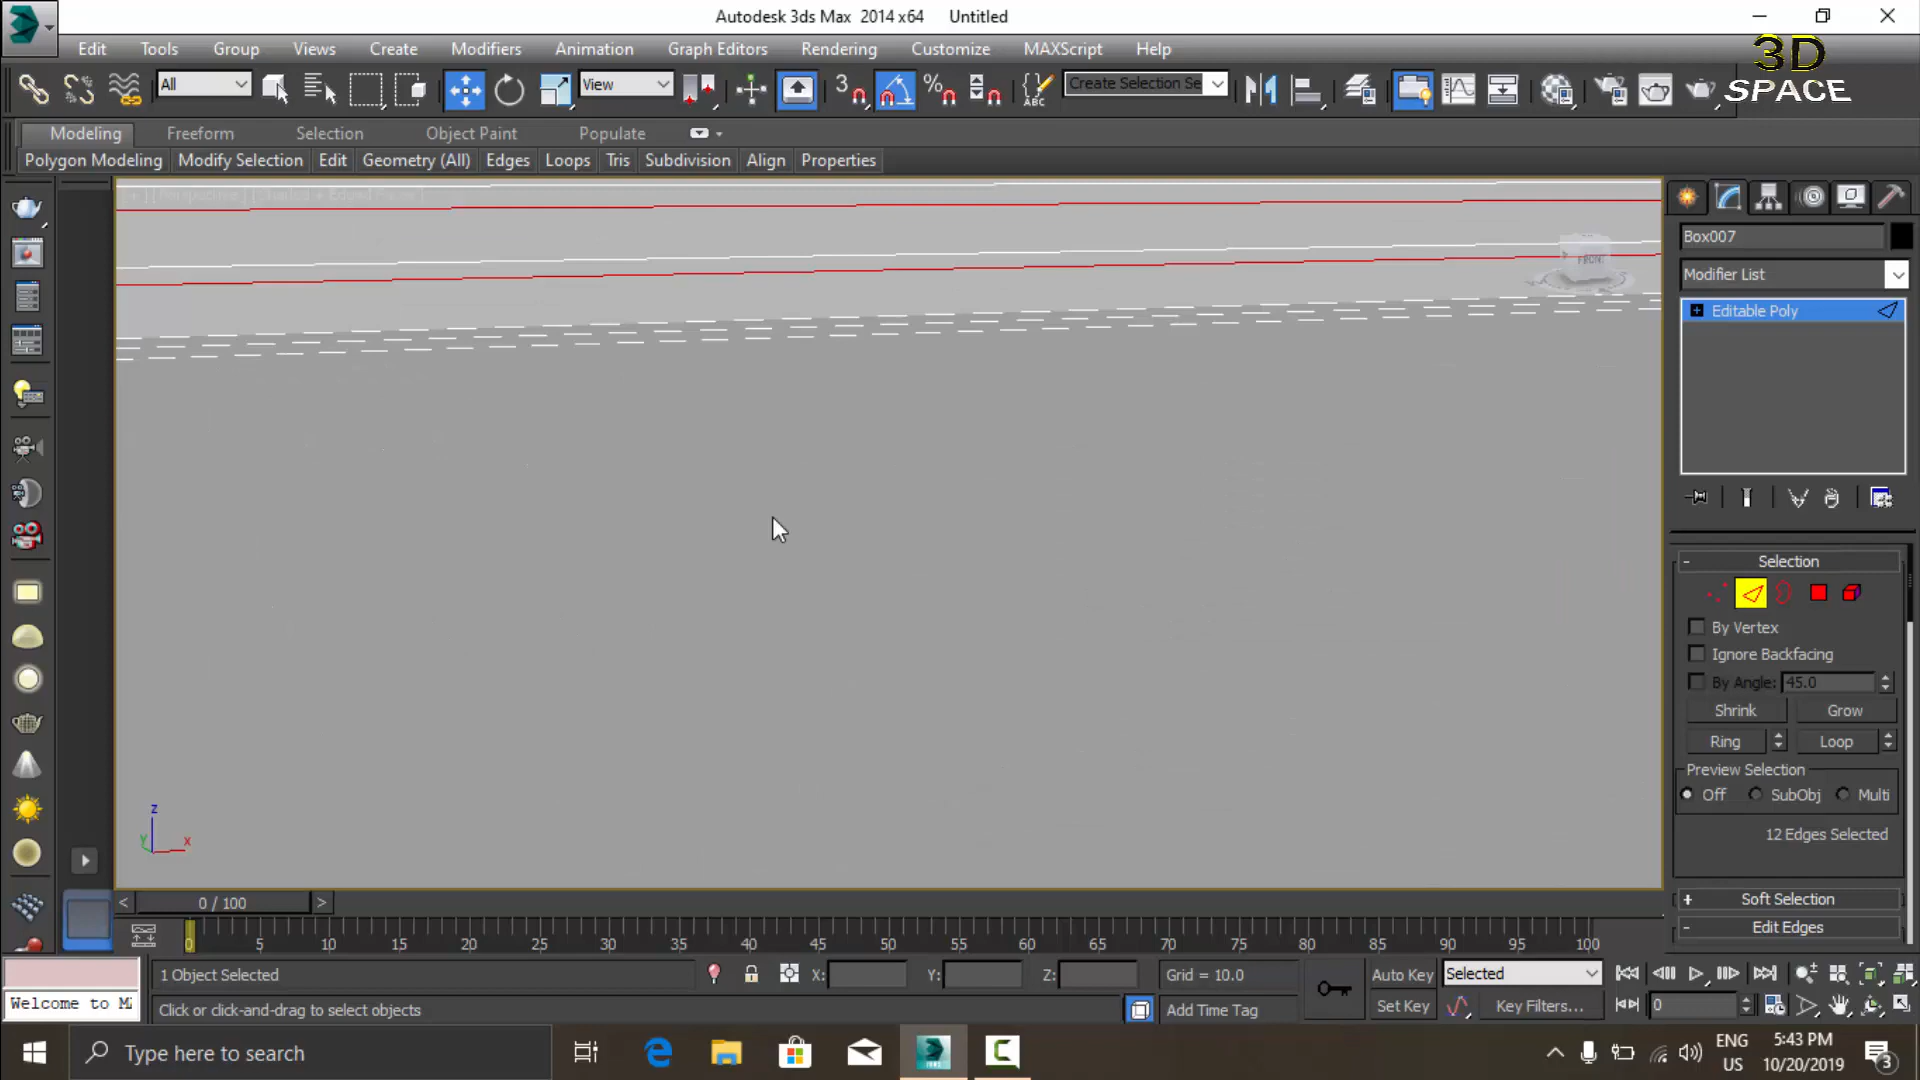 Autodesk 3ds Max 2014 x64 Untitled
Edit Tools Group Views Create Modifiers Animation Graph Editors Rendering Customize MAXScript Help
3D
SPACE
All
View
3
%
ABC
Create Selection Se
Modeling Freeform Selection Object Paint Populate
Polygon Modeling Modify Selection Edit Geometry (All) Edges Loops Tris Subdivision Align Properties
FRONT
Box007
Modifier List
Editable Poly
Selection
By Vertex
Ignore Backfacing
By Angle: 45.0
Shrink Grow
Ring Loop
Preview Selection
Off SubObj Multi
12 Edges Selected
Soft Selection
Edit Edges
z
y x
< 0 / 100 >
0 5 10 15 20 25 30 35 40 45 50 55 60 65 70 75 80 85 90 95 100
1 Object Selected X: Y: Z: Grid = 10.0 Auto Key Selected
Welcome to M
Click or click-and-drag to select objects Add Time Tag Set Key Key Filters... 0
Type here to search
ENG
US
5:43 PM
10/20/2019
3